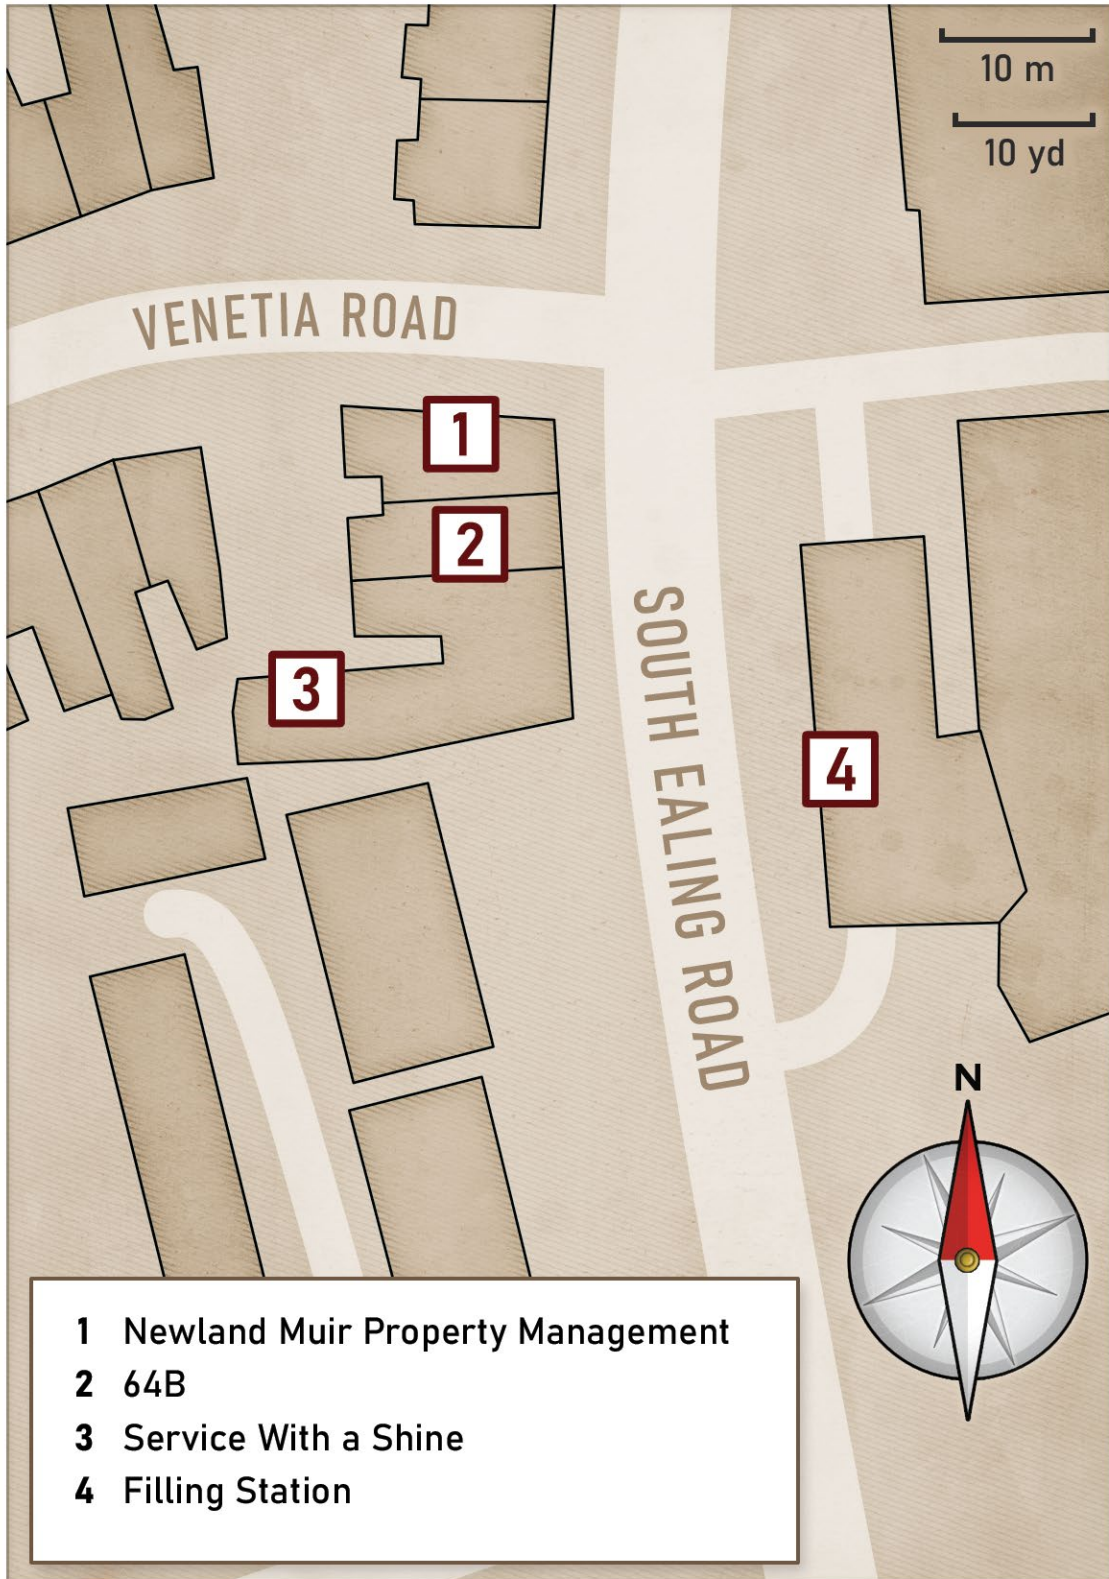 10 m
10 yd
VENETIA ROAD
1
2
SOUTH EALING ROAD
3
4
N
1 Newland Muir Property Management
2 64B
3 Service With a Shine
4 Filling Station